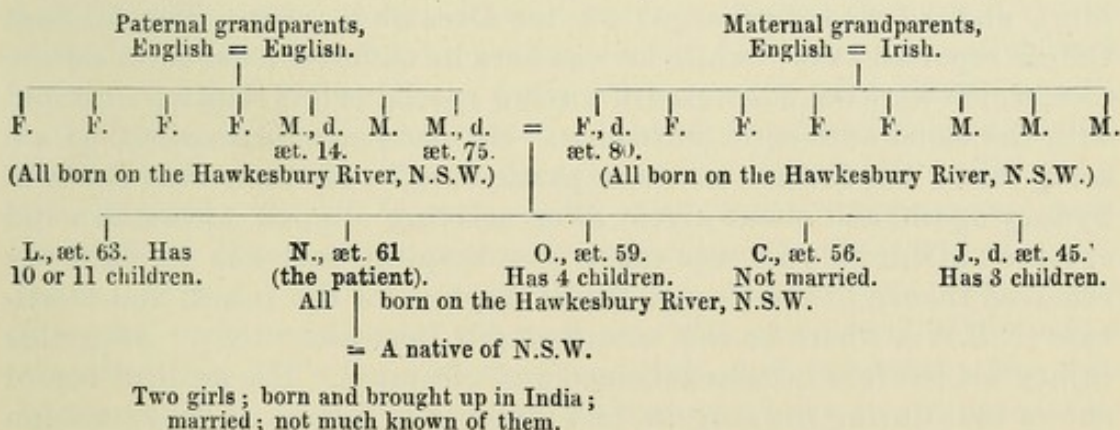 Paternal grandparents,
English = English.
Maternal grandparents,
English = Irish.
F. F. F. F. M., d. M. M., d. = F., d. F. F. F. F. M. M. M.
æt. 14. æt. 75. æt. 80.
(All born on the Hawkesbury River, N.S.W.) (All born on the Hawkesbury River, N.S.W.)
L., æt. 63. Has N., æt. 61 O., æt. 59. C., æt. 56. J., d. æt. 45.
10 or 11 children. (the patient). Has 4 children. Not married. Has 3 children.
All born on the Hawkesbury River, N.S.W.
= A native of N.S.W.
Two girls; born and brought up in India;
married; not much known of them.